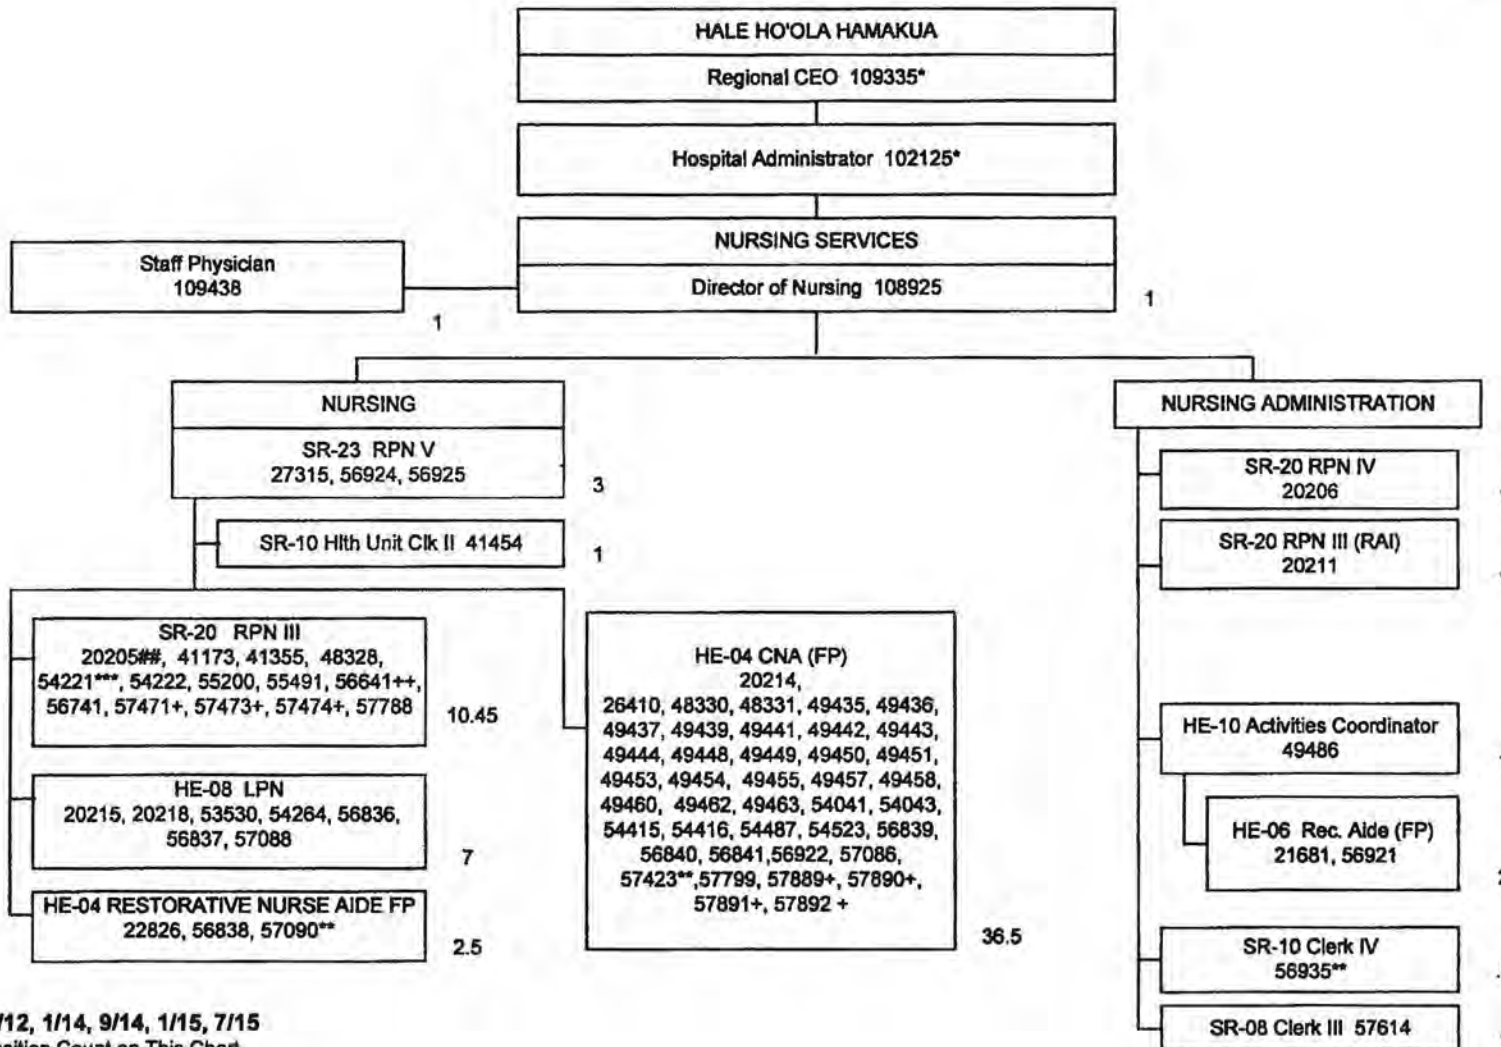 HALE HO'OLA HAMAKUA
Regional CEO 109335*
Hospital Administrator 102125*
NURSING SERVICES
Director of Nursing 108925
1
Staff Physician
109438
1
NURSING
SR-23 RPN V
27315, 56924, 56925
3
SR-10 Hlth Unit Clk II 41454
1
SR-20 RPN III
20205##, 41173, 41355, 48328,
54221***, 54222, 55200, 55491, 56641++,
56741, 57471+, 57473+, 57474+, 57788
10.45
HE-08 LPN
20215, 20218, 53530, 54264, 56836,
56837, 57088
7
HE-04 RESTORATIVE NURSE AIDE FP
22826, 56838, 57090**
2.5
HE-04 CNA (FP)
20214,
26410, 48330, 48331, 49435, 49436,
49437, 49439, 49441, 49442, 49443,
49444, 49448, 49449, 49450, 49451,
49453, 49454, 49455, 49457, 49458,
49460, 49462, 49463, 54041, 54043,
54415, 54416, 54487, 54523, 56839,
56840, 56841,56922, 57086,
57423**,57799, 57889+, 57890+,
57891+, 57892 +
36.5
NURSING ADMINISTRATION
SR-20 RPN IV
20206
SR-20 RPN III (RAI)
20211
HE-10 Activities Coordinator
49486
HE-06 Rec. Aide (FP)
21681, 56921
SR-10 Clerk IV
56935**
SR-08 Clerk III 57614
/12, 1/14, 9/14, 1/15, 7/15
Count on This Chart